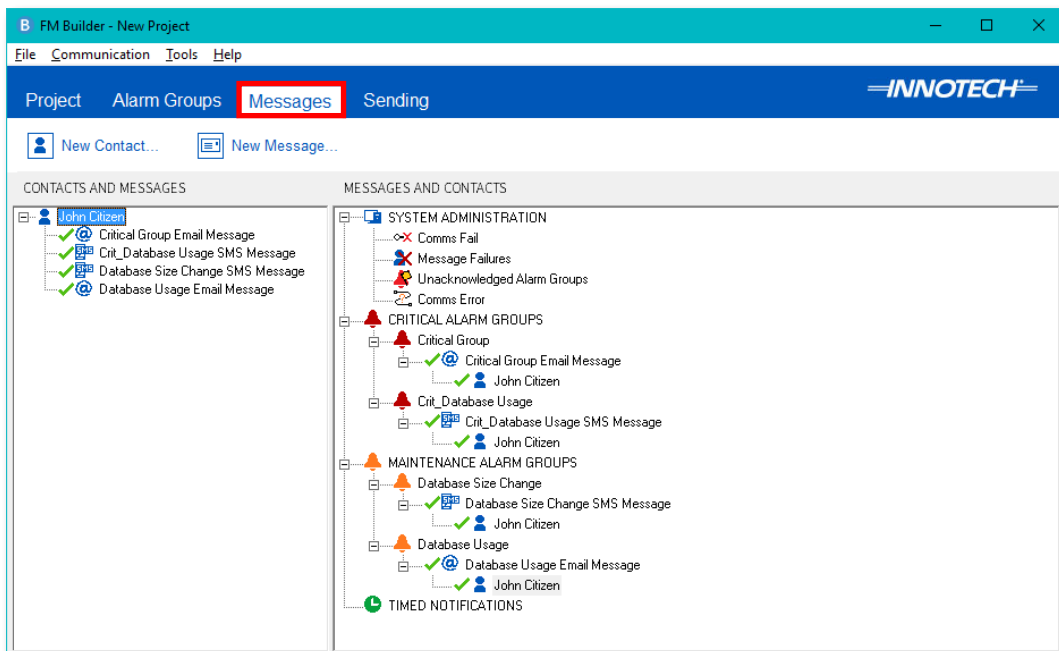 B FM Builder - New Project
File Communication Tools Help
Project Alarm Groups Messages Sending INNOTECH
New Contact... New Message...
CONTACTS AND MESSAGES MESSAGES AND CONTACTS
John Citizen
Critical Group Email Message
SMS Crit_Database Usage SMS Message
SMS Database Size Change SMS Message
Database Usage Email Message
SYSTEM ADMINISTRATION
Comms Fail
Message Failures
Unacknowledged Alarm Groups
Comms Error
CRITICAL ALARM GROUPS
Critical Group
Critical Group Email Message
John Citizen
Crit_Database Usage
SMS Crit_Database Usage SMS Message
John Citizen
MAINTENANCE ALARM GROUPS
Database Size Change
SMS Database Size Change SMS Message
John Citizen
Database Usage
Database Usage Email Message
John Citizen
TIMED NOTIFICATIONS